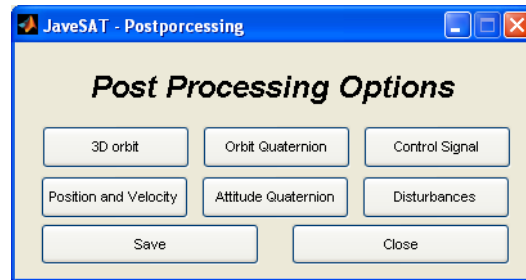 JaveSAT - Postporcessing
Post Processing Options
3D orbit Orbit Quaternion Control Signal
Position and Velocity Attitude Quaternion Disturbances
Save Close